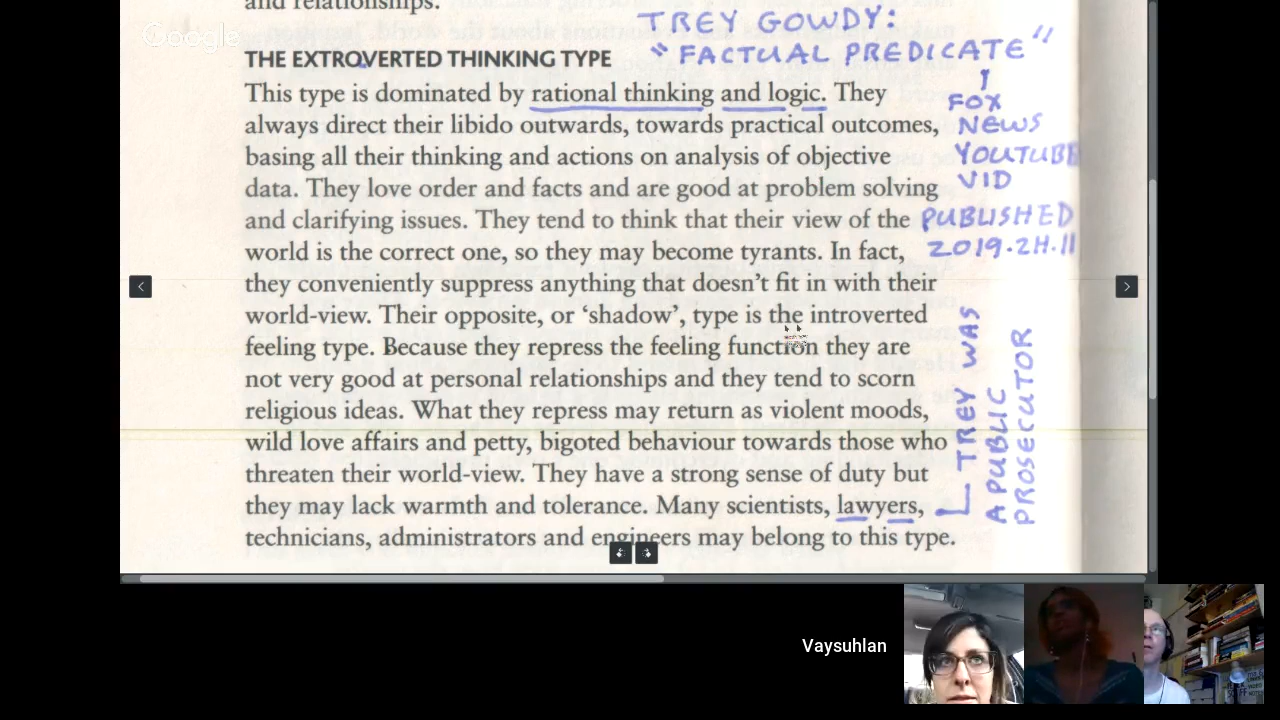 and relationships.
TREY GOWDY:
Google
THE EXTROVERTED THINKING TYPE
"FACTUAL PREDICATE"
This type is dominated by rational thinking and logic. They
FOX
always direct their libido outwards, towards practical outcomes,
NEWS
basing all their thinking and actions on analysis of objective
YOUTUBE
data. They love order and facts and are good at problem solving
VID
and clarifying issues. They tend to think that their view of the
PUBLISHED
world is the correct one, so they may become tyrants. In fact,
2019.2H.11
they conveniently suppress anything that doesn't fit in with their
world-view. Their opposite, or ‘shadow’, type is the introverted
feeling type. Because they repress the feeling function they are
not very good at personal relationships and they tend to scorn
religious ideas. What they repress may return as violent moods,
wild love affairs and petty, bigoted behaviour towards those who
threaten their world-view. They have a strong sense of duty but
they may lack warmth and tolerance. Many scientists, lawyers,
technicians, administrators and engineers may belong to this type.
TREY WAS
A PUBLIC
PROSECUTOR
Vaysuhlan